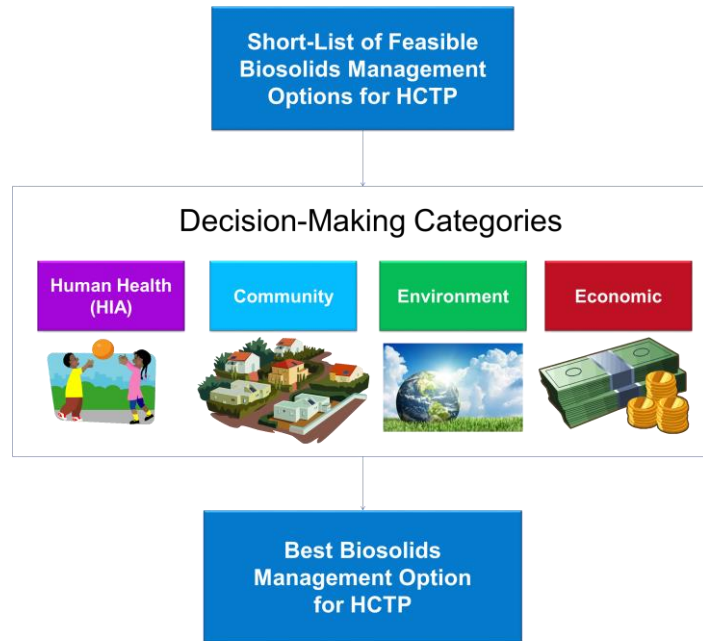 Short-List of Feasible
Biosolids Management
Options for HCTP
Decision-Making Categories
Human Health
(HIA)
Community
Environment
Economic
Best Biosolids
Management Option
for HCTP